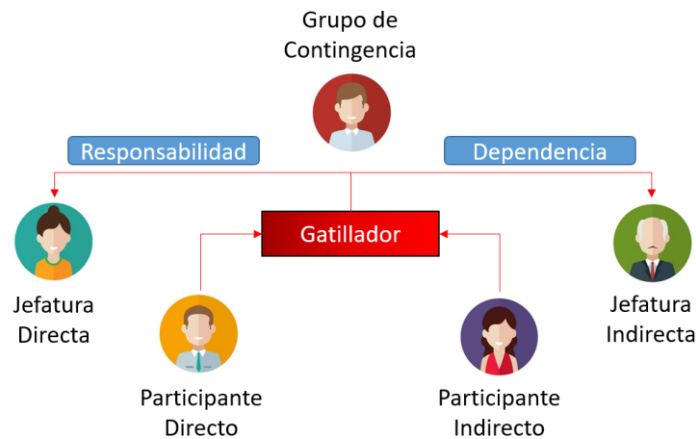 Grupo de
Contingencia
Responsabilidad
Dependencia
Gatillador
Jefatura
Directa
Jefatura
Indirecta
Participante
Directo
Participante
Indirecto